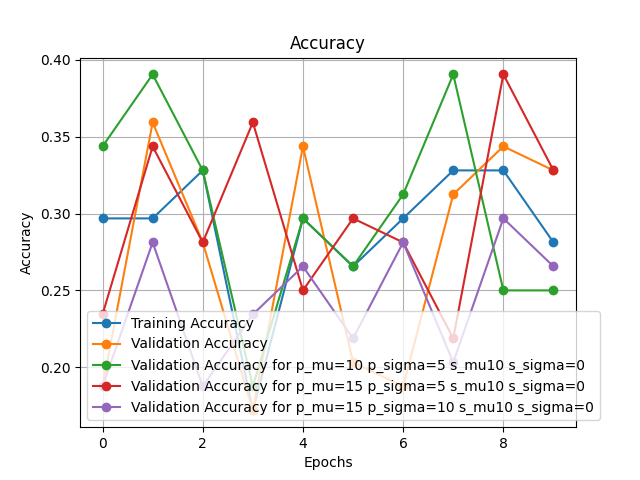 Accuracy
0.40
0.35
0.30
0.25
0.20
Accuracy
Training Accuracy
Validation Accuracy
Validation Accuracy for p_mu=10 p_sigma=5 s_mu10 s_sigma=0
Validation Accuracy for p_mu=15 p_sigma=5 s_mu10 s_sigma=0
Validation Accuracy for p_mu=15 p_sigma=10 s_mu10 s_sigma=0
0 2 4 6 8
Epochs